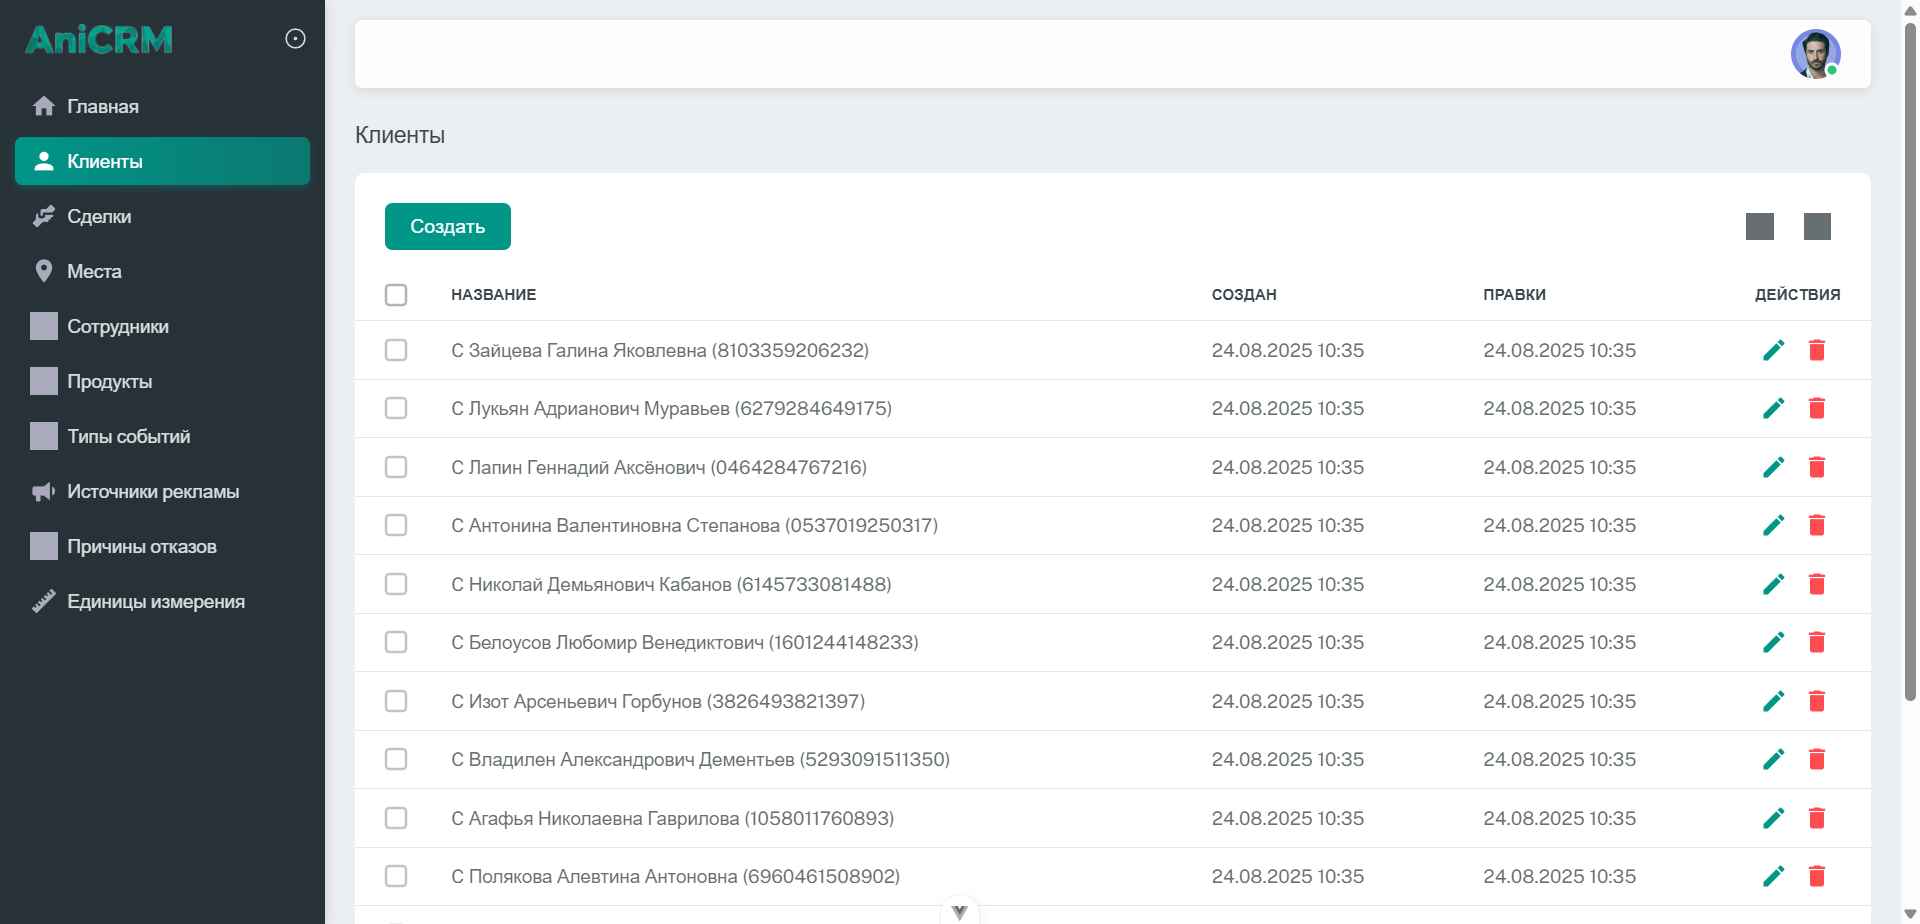 AniCRM
Главная
Клиенты
Сделки
Места
Сотрудники
Продукты
Типы событий
Источники рекламы
Причины отказов
Единицы измерения
Клиенты
Создать
НАЗВАНИЕ СОЗДАН ПРАВКИ ДЕЙСТВИЯ
С Зайцева Галина Яковлевна (8103359206232) 24.08.2025 10:35 24.08.2025 10:35
С Лукьян Адрианович Муравьев (6279284649175) 24.08.2025 10:35 24.08.2025 10:35
С Лапин Геннадий Аксёнович (0464284767216) 24.08.2025 10:35 24.08.2025 10:35
С Антонина Валентиновна Степанова (0537019250317) 24.08.2025 10:35 24.08.2025 10:35
С Николай Демьянович Кабанов (6145733081488) 24.08.2025 10:35 24.08.2025 10:35
С Белоусов Любомир Венедиктович (1601244148233) 24.08.2025 10:35 24.08.2025 10:35
С Изот Арсеньевич Горбунов (3826493821397) 24.08.2025 10:35 24.08.2025 10:35
С Владилен Александрович Дементьев (5293091511350) 24.08.2025 10:35 24.08.2025 10:35
С Агафья Николаевна Гаврилова (1058011760893) 24.08.2025 10:35 24.08.2025 10:35
С Полякова Алевтина Антоновна (6960461508902) 24.08.2025 10:35 24.08.2025 10:35